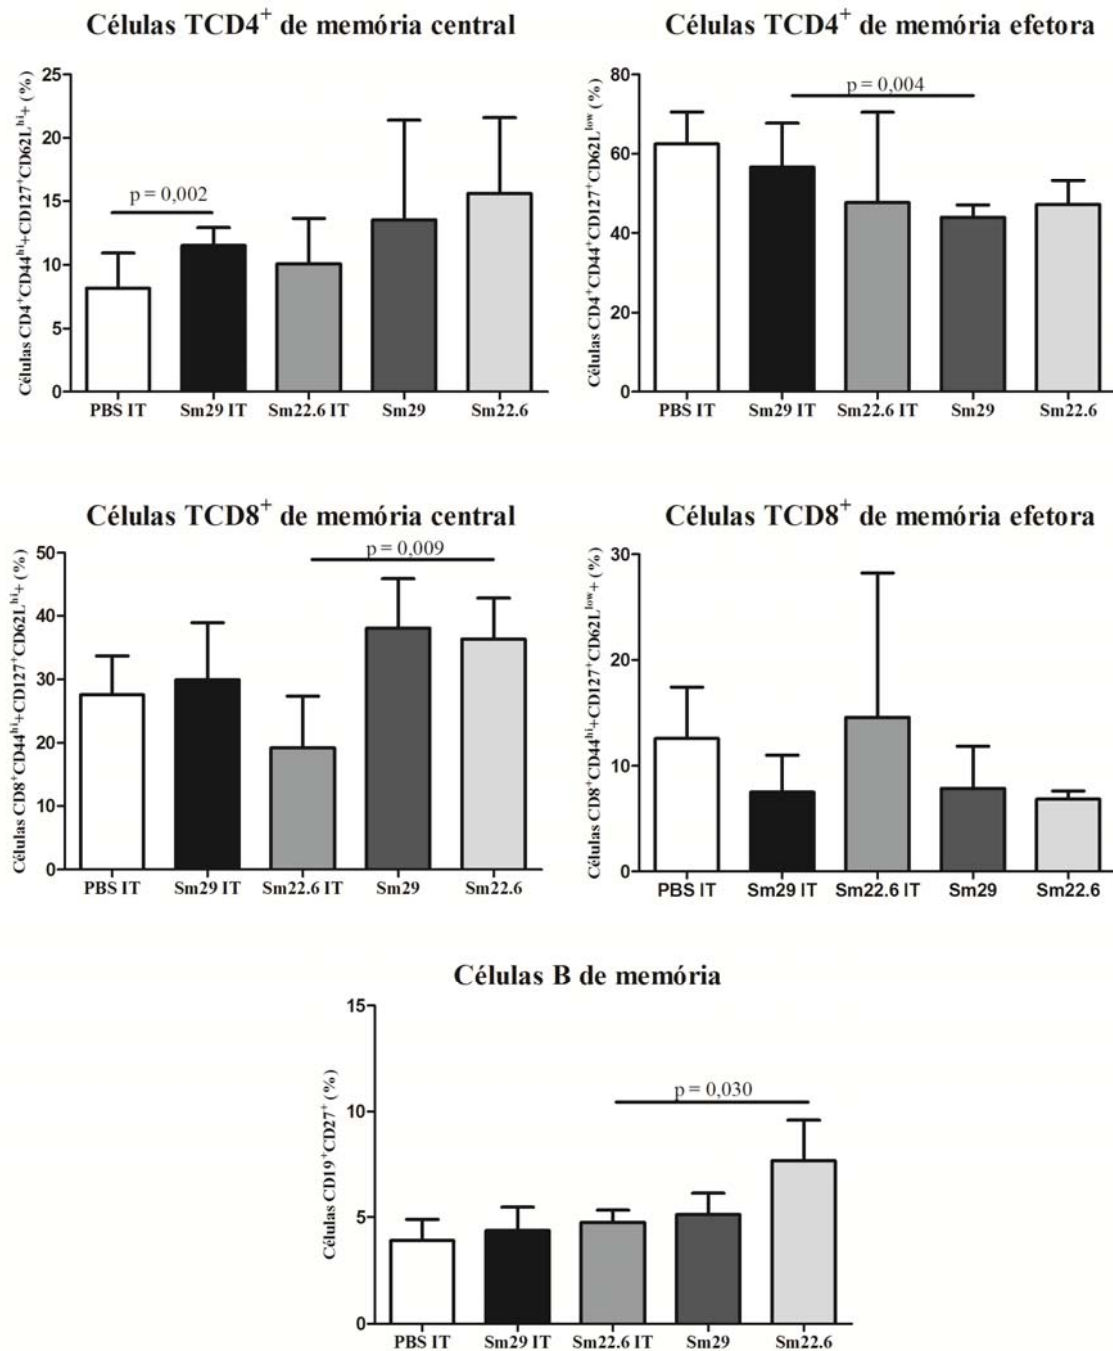 Células TCD4⁺ de memória central
Células CD4⁺CD44ʰⁱ+CD127⁺CD62Lʰⁱ+ (%)
25
20
15
10
5
0
p = 0,002
PBS IT Sm29 IT Sm22.6 IT Sm29 Sm22.6
Células TCD4⁺ de memória efetora
Células CD4⁺CD44⁺CD127⁺CD62Lˡᵒʷ (%)
80
60
40
20
0
p = 0,004
PBS IT Sm29 IT Sm22.6 IT Sm29 Sm22.6
Células TCD8⁺ de memória central
Células CD8⁺CD44ʰⁱ+CD127⁺CD62Lʰⁱ+ (%)
50
40
30
20
10
0
p = 0,009
PBS IT Sm29 IT Sm22.6 IT Sm29 Sm22.6
Células TCD8⁺ de memória efetora
Células CD8⁺CD44ʰⁱ+CD127⁺CD62Lˡᵒʷ+ (%)
30
20
10
0
PBS IT Sm29 IT Sm22.6 IT Sm29 Sm22.6
Células B de memória
Células CD19⁺CD27⁺ (%)
15
10
5
0
p = 0,030
PBS IT Sm29 IT Sm22.6 IT Sm29 Sm22.6